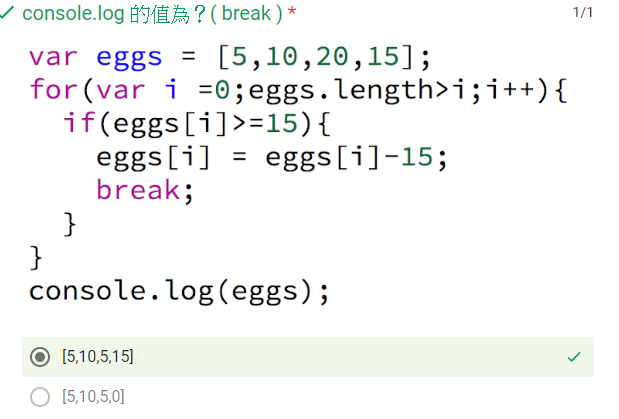 console.log 的值為？( break ) *
1/1
var eggs = [5,10,20,15];
for(var i =0;eggs.length>i;i++){
  if(eggs[i]>=15){
    eggs[i] = eggs[i]-15;
    break;
  }
}
console.log(eggs);
[5,10,5,15]
[5,10,5,0]